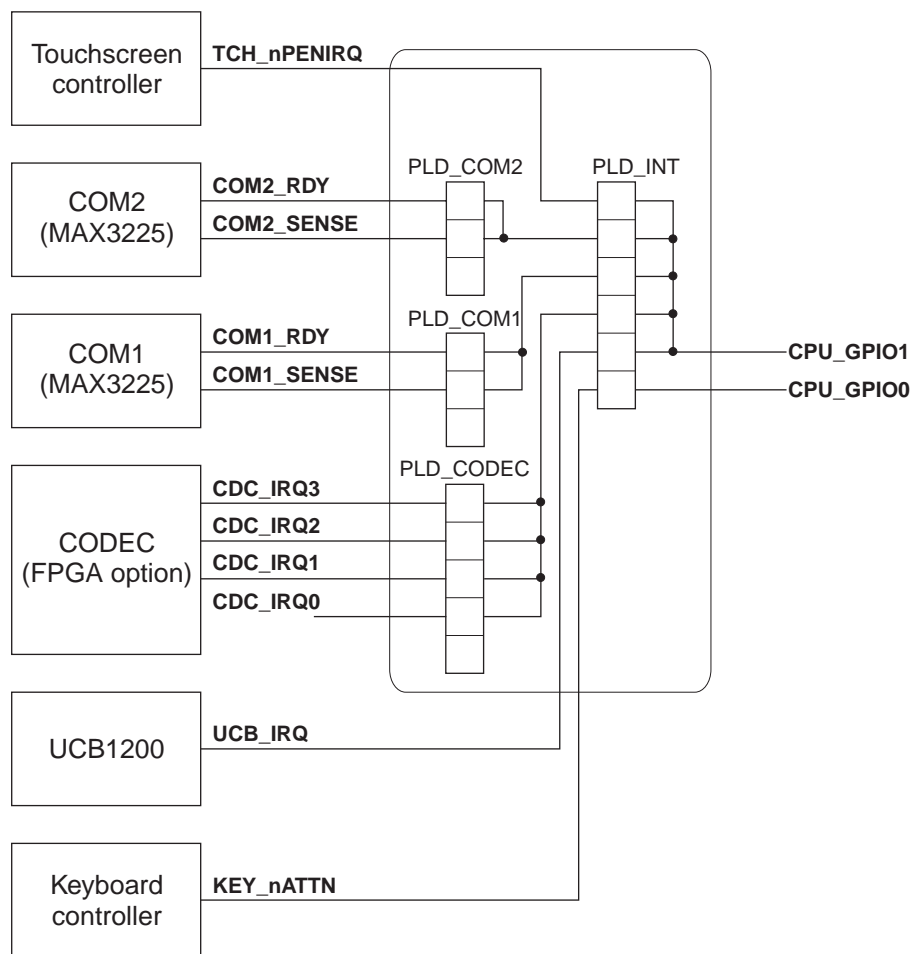 Touchscreen
controller
TCH_nPENIRQ
PLD_COM2
PLD_INT
COM2
(MAX3225)
COM2_RDY
COM2_SENSE
PLD_COM1
COM1
(MAX3225)
COM1_RDY
COM1_SENSE
CPU_GPIO1
CPU_GPIO0
PLD_CODEC
CODEC
(FPGA option)
CDC_IRQ3
CDC_IRQ2
CDC_IRQ1
CDC_IRQ0
UCB1200
UCB_IRQ
Keyboard
controller
KEY_nATTN